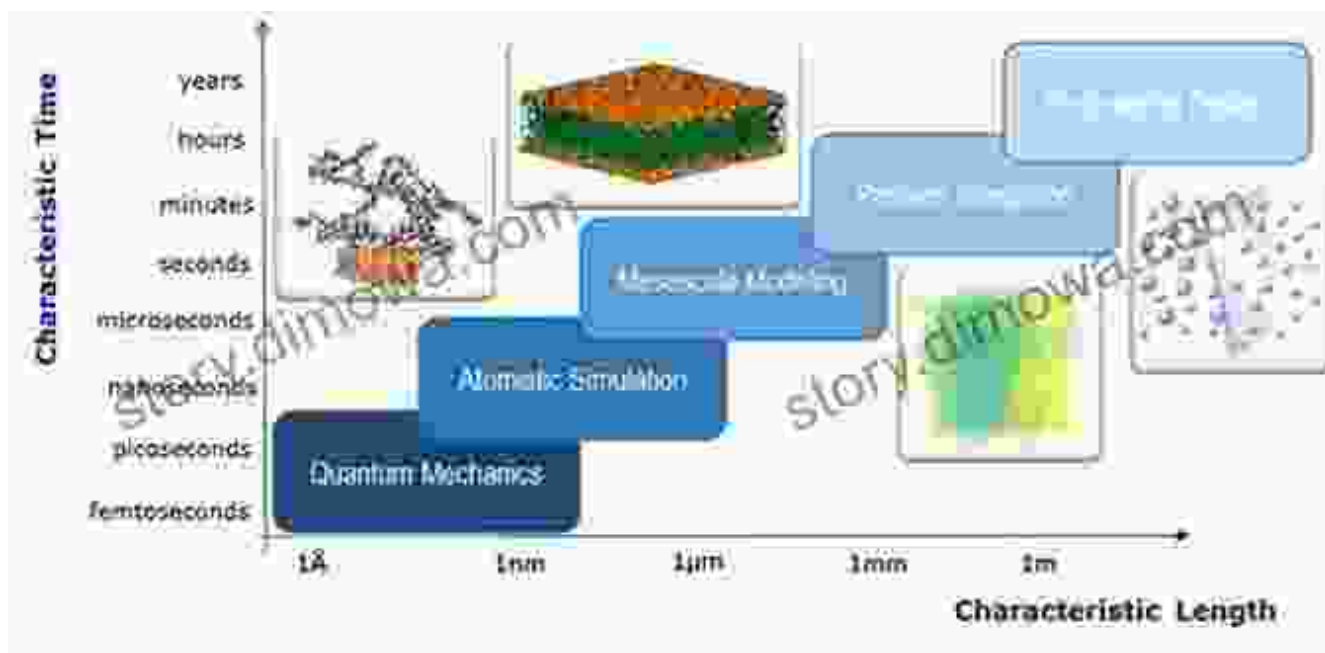 Characteristic Time
years
hours
minutes
seconds
microseconds
nanoseconds
picoseconds
femtoseconds
Mesoscale Modeling
Atomistic Simulation
Quantum Mechanics
1Å
1nm
1μm
1mm
1m
Characteristic Length
story.dimowa.com
story.dimowa.com